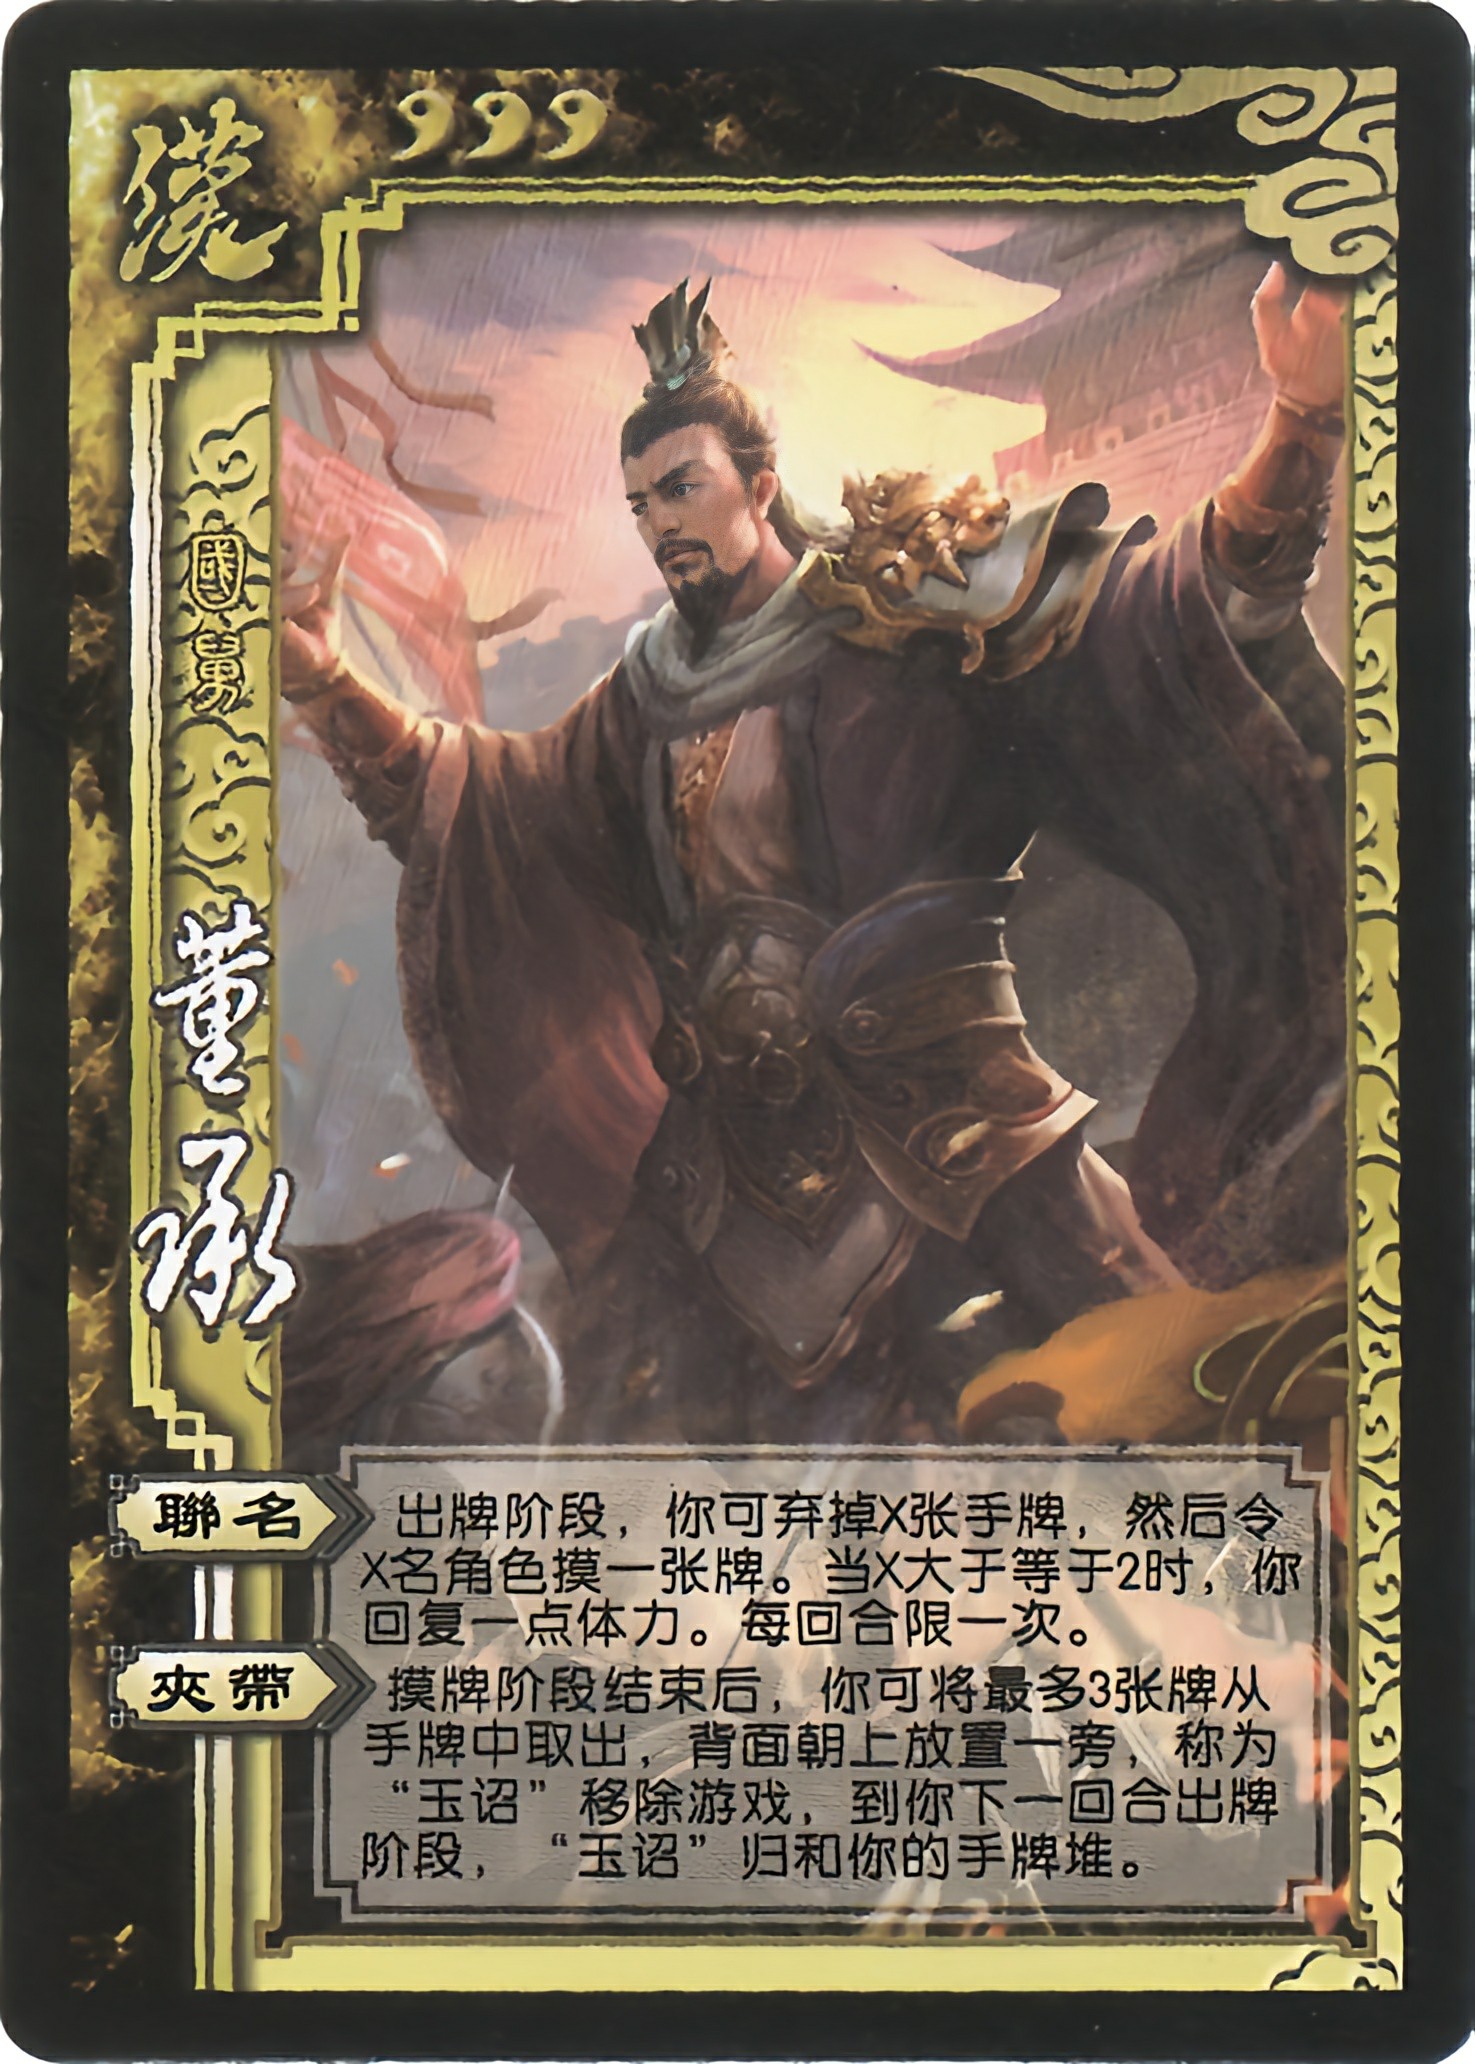 漢
國舅
董承
聯名
出牌阶段，你可弃掉X张手牌，然后令
X名角色摸一张牌。当X大于等于2时，你
回复一点体力。每回合限一次。
夾帶
摸牌阶段结束后，你可将最多3张牌从
手牌中取出，背面朝上放置一旁，称为
“玉诏”移除游戏，到你下一回合出牌
阶段，“玉诏”归和你的手牌堆。